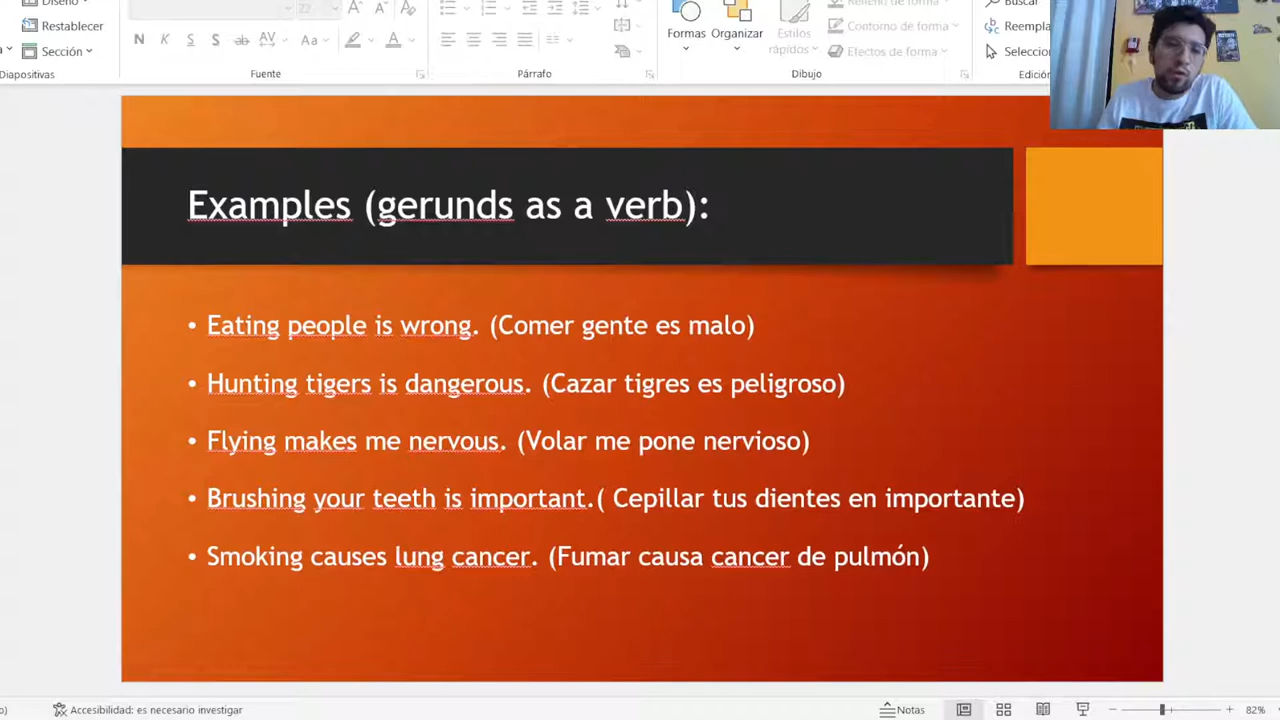 Diseño
Restablecer
Sección
Diapositivas
N K S S ab AV Aa A
Fuente
Párrafo
Formas
Organizar
Estilos
rápidos
Relleno de forma
Contorno de forma
Efectos de forma
Dibujo
Buscar
Reempla
Seleccion
Edición
Examples (gerunds as a verb):
• Eating people is wrong. (Comer gente es malo)
• Hunting tigers is dangerous. (Cazar tigres es peligroso)
• Flying makes me nervous. (Volar me pone nervioso)
• Brushing your teeth is important.( Cepillar tus dientes en importante)
• Smoking causes lung cancer. (Fumar causa cancer de pulmón)
Accesibilidad: es necesario investigar
Notas
82%